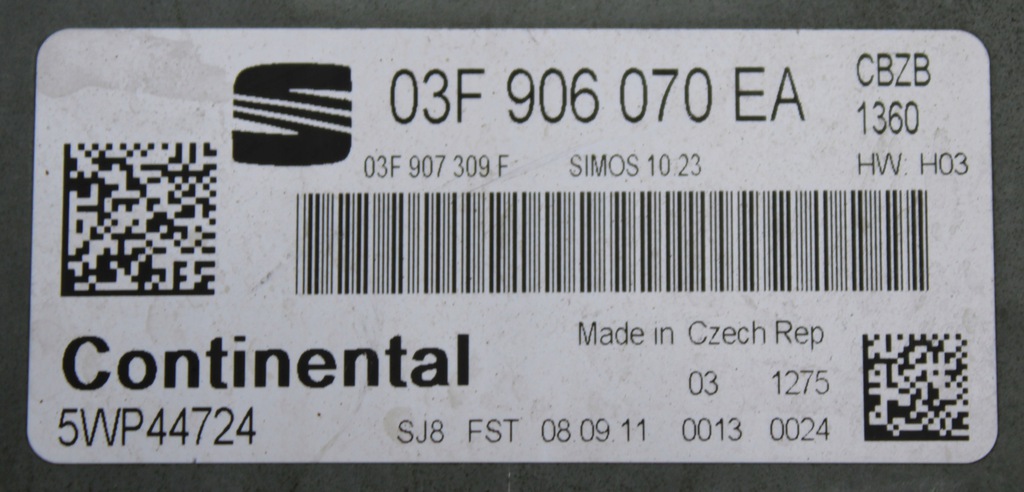 03F 906 070 EA
CBZB
1360
03F 907 309 F SIMOS 10.23 HW: H03
Continental
Made in Czech Rep
03 1275
5WP44724
SJ8 FST 08.09.11 0013 0024